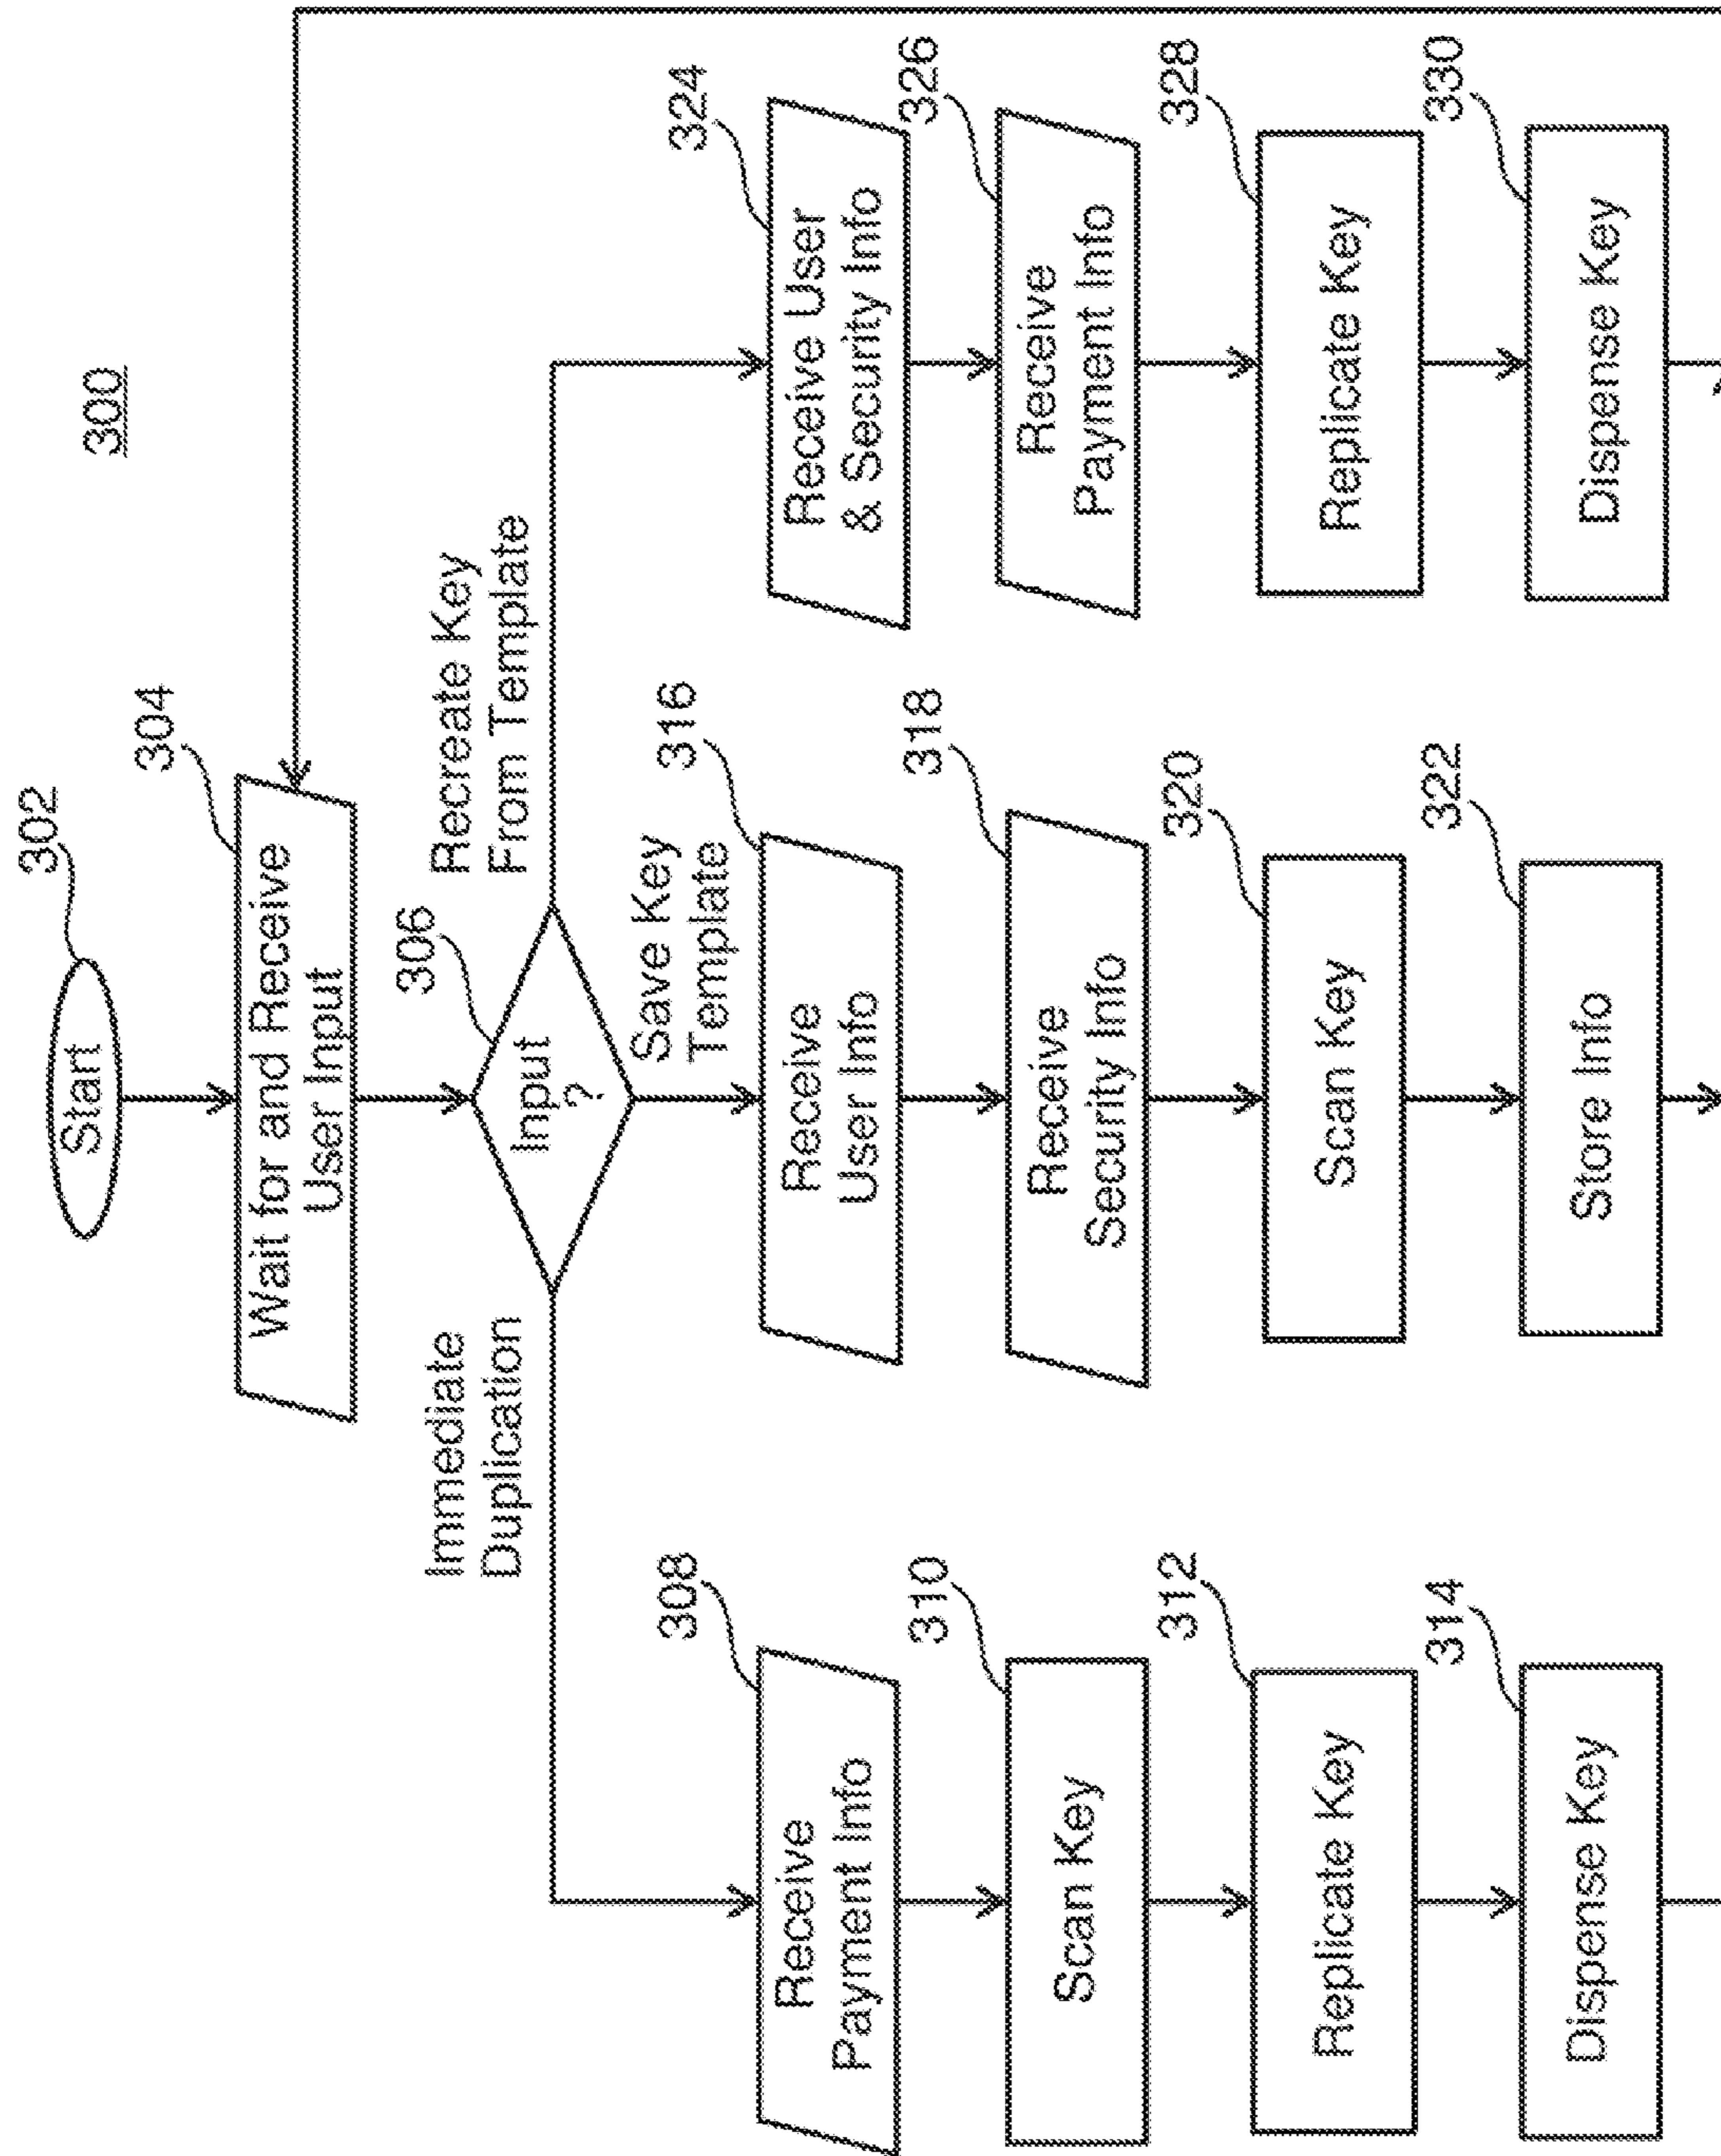 300
302
Start
304
Wait for and Receive
User Input
306
Input
?
Immediate
Duplication
Save Key
Template
Recreate Key
From Template
308
Receive
Payment Info
310
Scan Key
312
Replicate Key
314
Dispense Key
316
Receive
User Info
318
Receive
Security Info
320
Scan Key
322
Store Info
324
Receive User
& Security Info
326
Receive
Payment Info
328
Replicate Key
330
Dispense Key